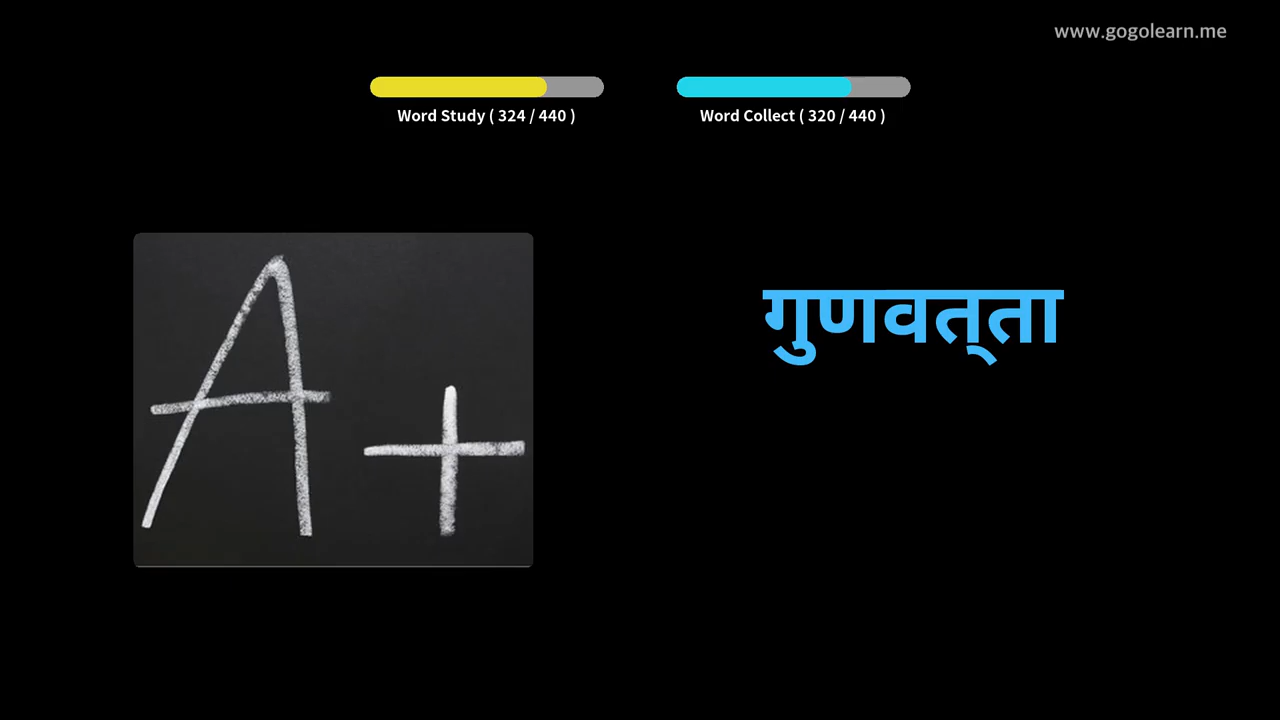 www.gogolearn.me
Word Study ( 324 / 440 )
Word Collect ( 320 / 440 )
A+
गुणवत्‌ता